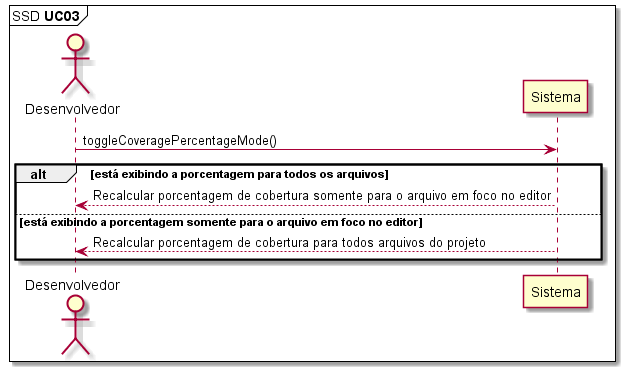 SSD UC03
Desenvolvedor
Sistema
toggleCoveragePercentageMode()
alt [está exibindo a porcentagem para todos os arquivos]
Recalcular porcentagem de cobertura somente para o arquivo em foco no editor
[está exibindo a porcentagem somente para o arquivo em foco no editor]
Recalcular porcentagem de cobertura para todos arquivos do projeto
Desenvolvedor
Sistema